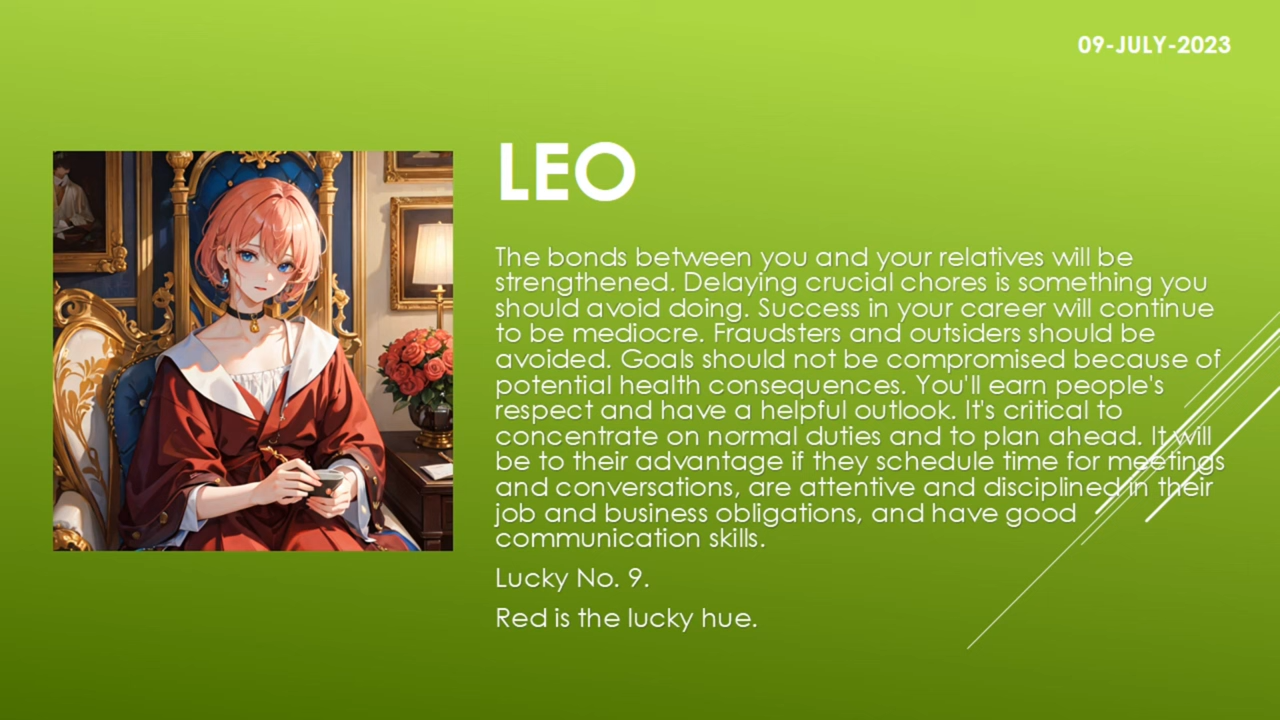 09-JULY-2023
LEO
The bonds between you and your relatives will be
strengthened. Delaying crucial chores is something you
should avoid doing. Success in your career will continue
to be mediocre. Fraudsters and outsiders should be
avoided. Goals should not be compromised because of
potential health consequences. You'll earn people's
respect and have a helpful outlook. It's critical to
concentrate on normal duties and to plan ahead. It will
be to their advantage if they schedule time for meetings
and conversations, are attentive and disciplined in their
job and business obligations, and have good
communication skills.
Lucky No. 9.
Red is the lucky hue.